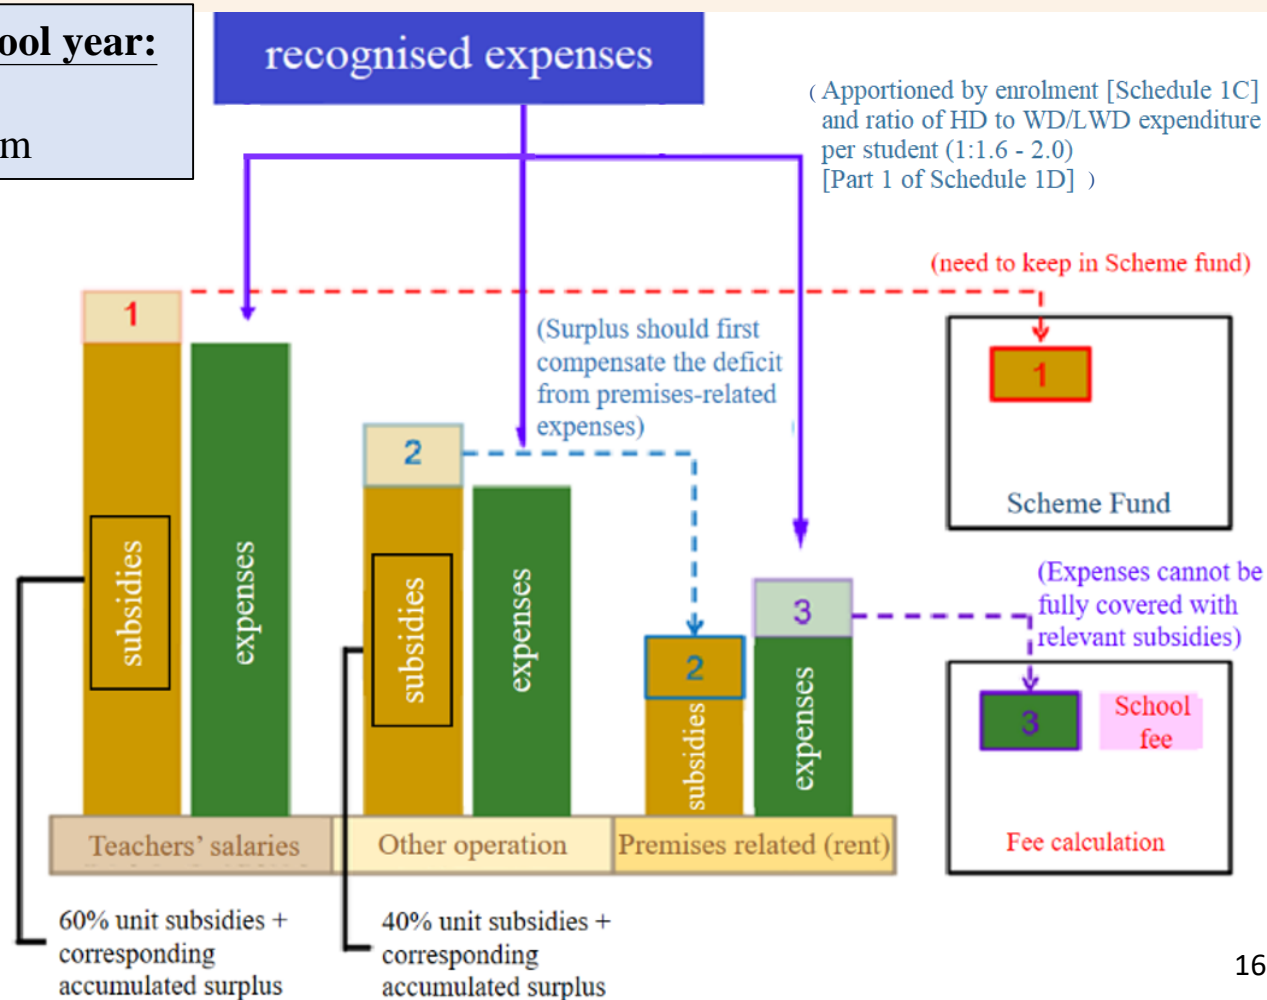 ool year:
m
recognised expenses
( Apportioned by enrolment [Schedule 1C]
and ratio of HD to WD/LWD expenditure
per student (1:1.6 - 2.0)
[Part 1 of Schedule 1D] )
(need to keep in Scheme fund)
1
(Surplus should first
compensate the deficit
from premises-related
expenses)
1
2
Scheme Fund
subsidies
expenses
subsidies
expenses
(Expenses cannot be
fully covered with
relevant subsidies)
3
2
subsidies
expenses
3
School
fee
Teachers’ salaries
Other operation
Premises related (rent)
Fee calculation
60% unit subsidies +
corresponding
accumulated surplus
40% unit subsidies +
corresponding
accumulated surplus
16